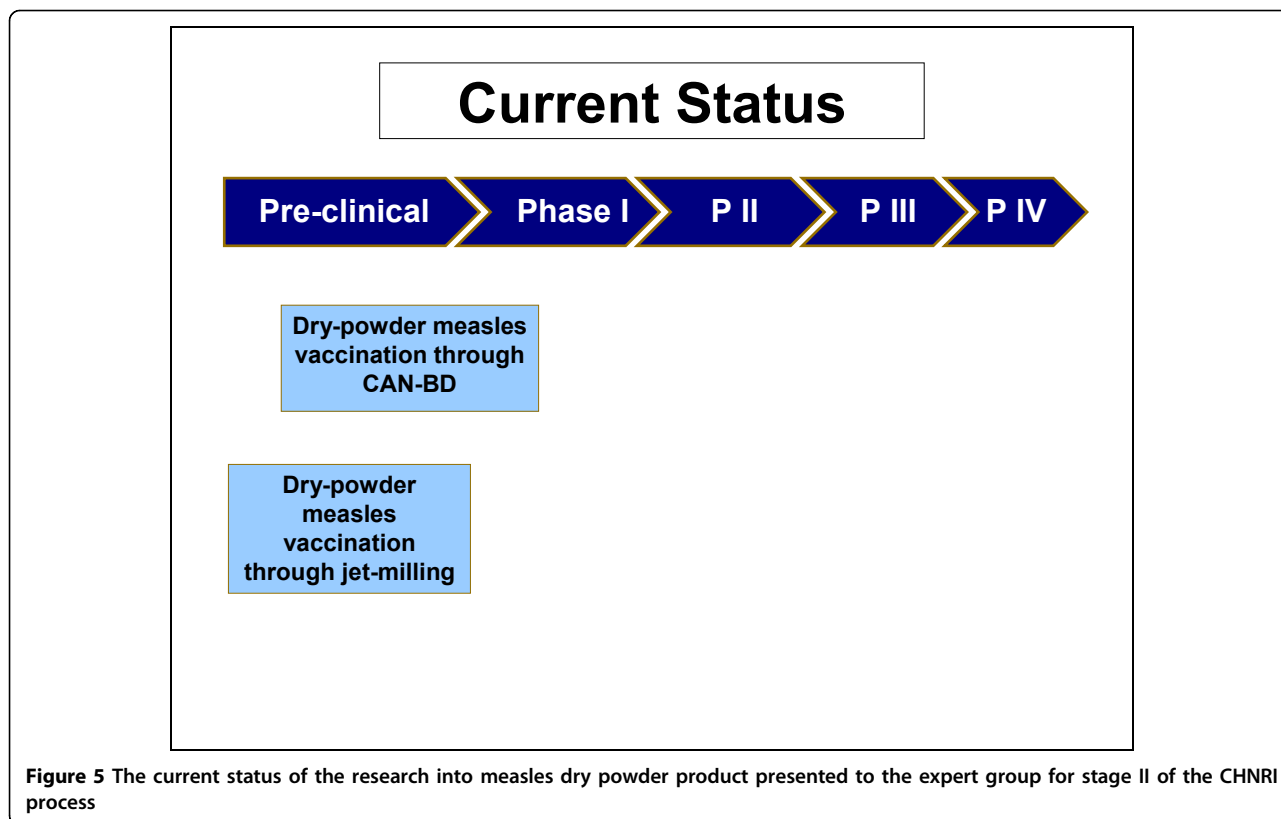 Current Status
Pre-clinical Phase I P II P III P IV
Dry-powder measles
vaccination through
CAN-BD
Dry-powder
measles
vaccination
through jet-milling
Figure 5 The current status of the research into measles dry powder product presented to the expert group for stage II of the CHNRI
process